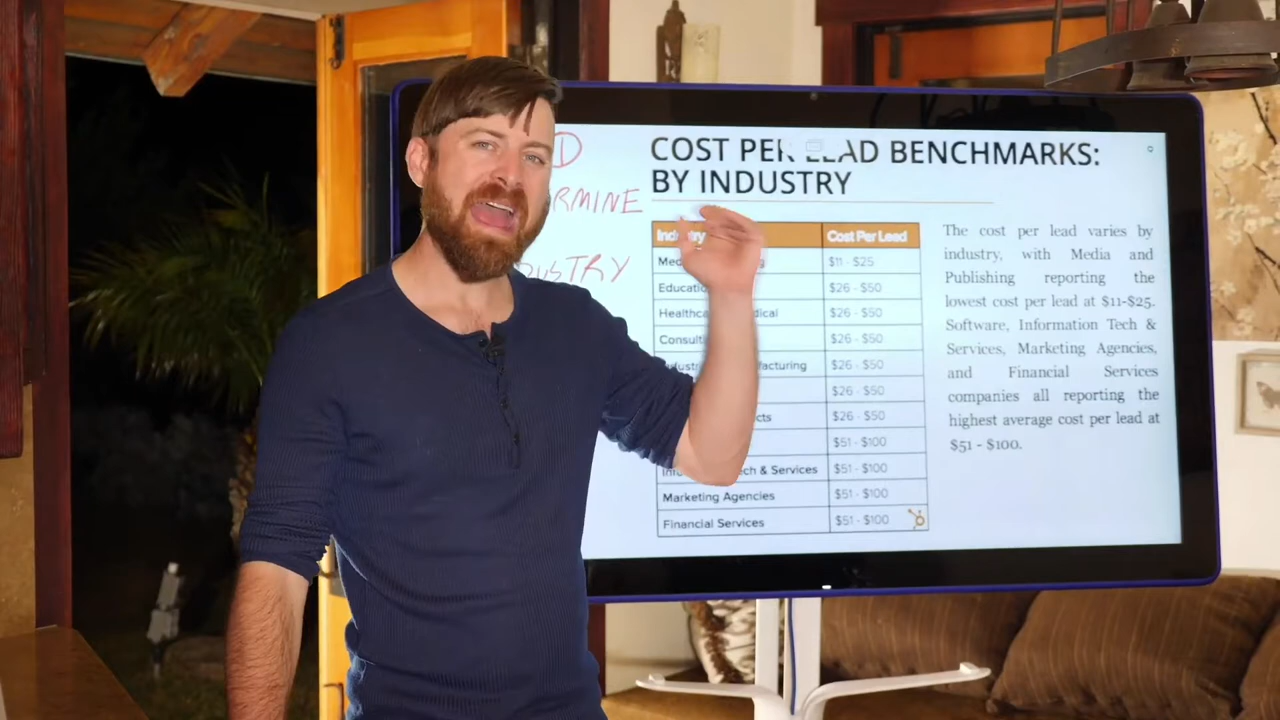 COST PER LEAD BENCHMARKS:
BY INDUSTRY
RMINE
USTRY
Industry Cost Per Lead
$11 - $25
$26 - $50
$26 - $50
Consulti $26 - $50
facturing $26 - $50
$26 - $50
cts $26 - $50
$51 - $100
ch & Services $51 - $100
Marketing Agencies $51 - $100
Financial Services $51 - $100
The cost per lead varies by
industry, with Media and
Publishing reporting the
lowest cost per lead at $11-$25.
Software, Information Tech &
Services, Marketing Agencies,
and Financial Services
companies all reporting the
highest average cost per lead at
$51 - $100.